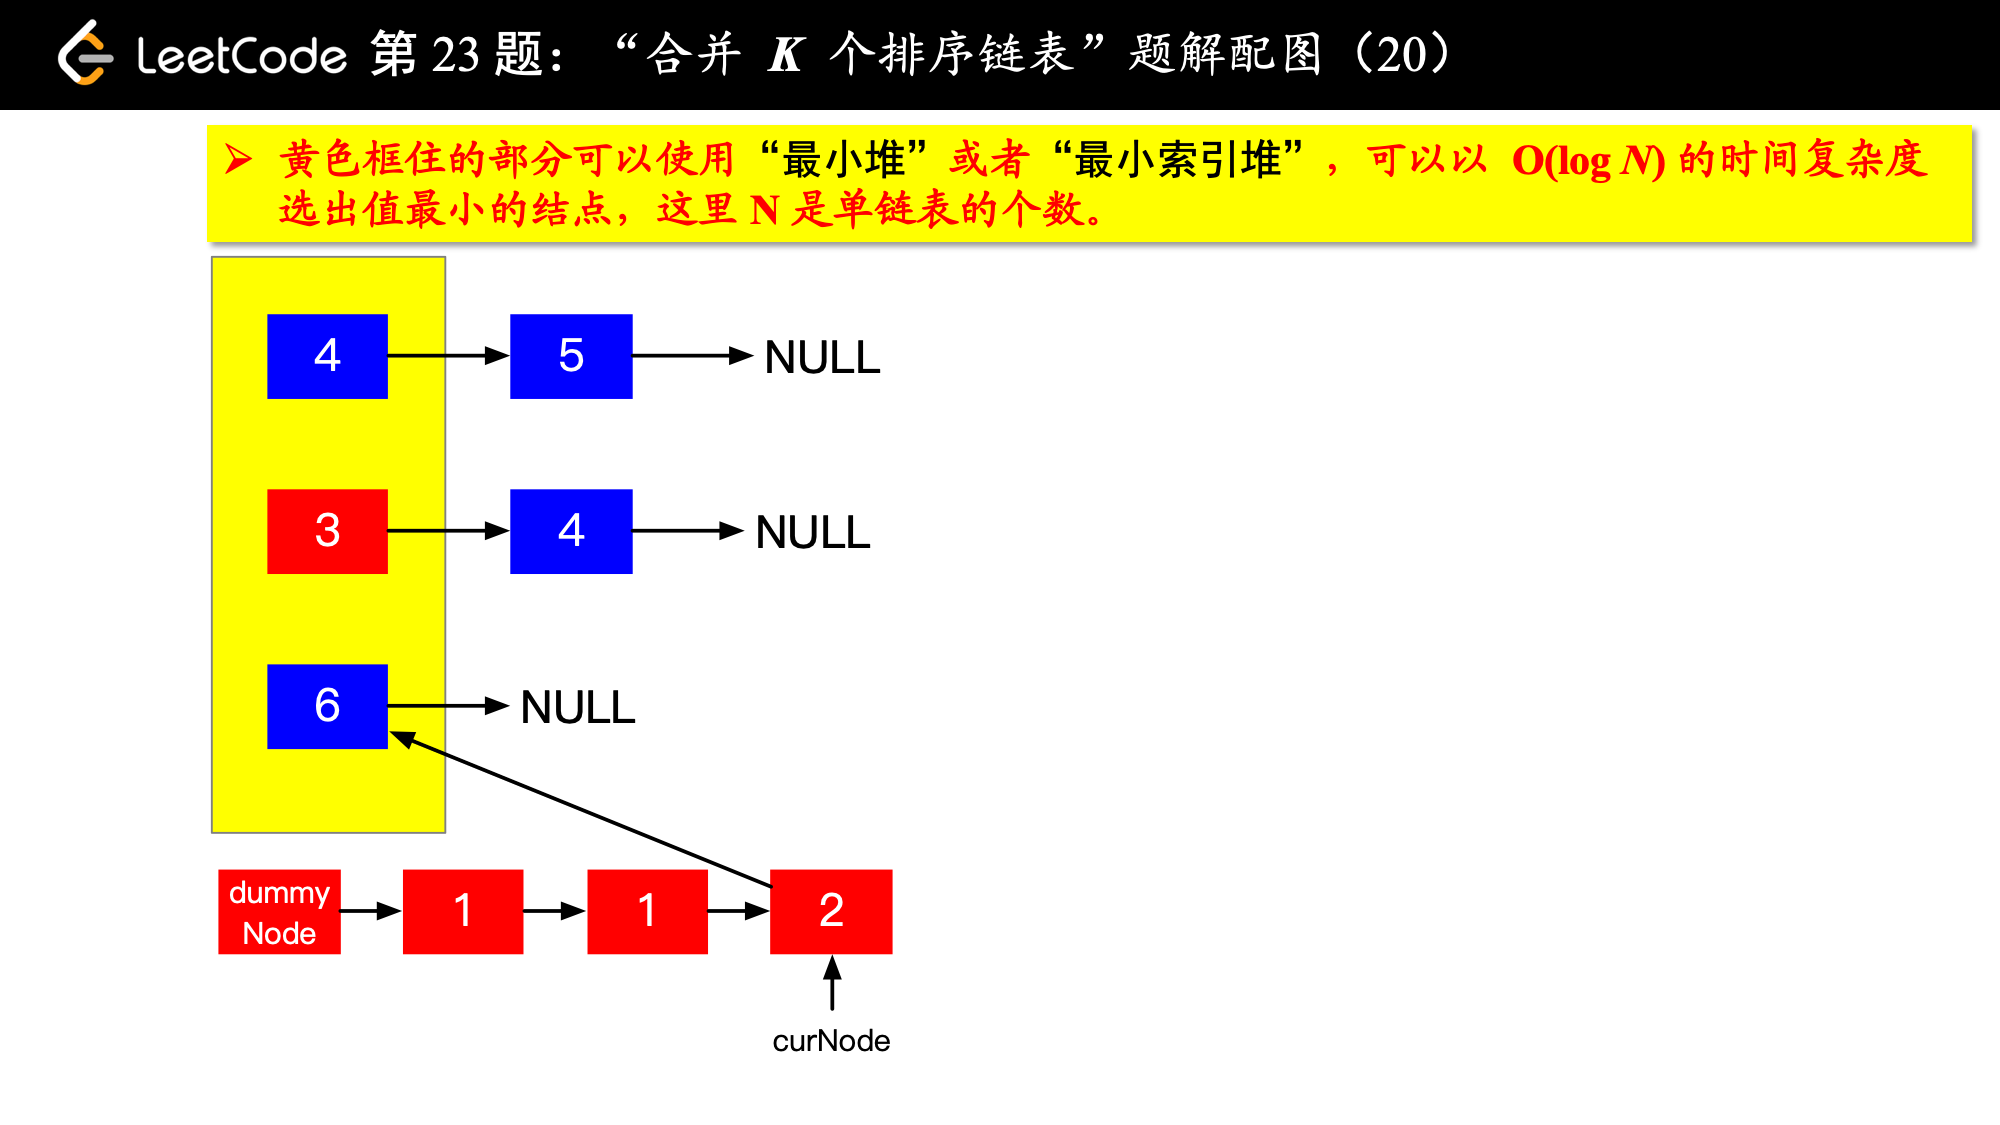 LeetCode 第 23 题：“合并 K 个排序链表”题解配图（20）
➢ 黄色框住的部分可以使用“最小堆”或者“最小索引堆”，可以以 O(log N) 的时间复杂度
选出值最小的结点，这里 N 是单链表的个数。
4 5 NULL
3 4 NULL
6 NULL
dummy
Node
1 1 2
curNode